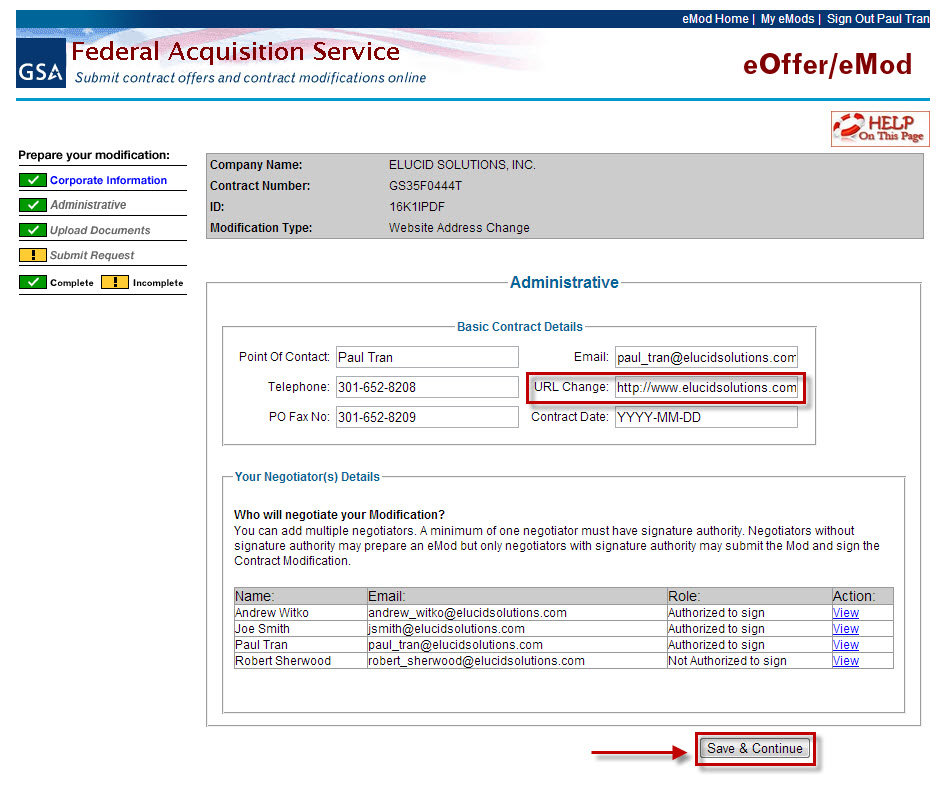 eMod Home | My eMods | Sign Out Paul Tran
GSA
Federal Acquisition Service
Submit contract offers and contract modifications online
eOffer/eMod
HELP
On This Page
Prepare your modification:
Corporate Information
Administrative
Upload Documents
Submit Request
Complete Incomplete
Company Name: ELUCID SOLUTIONS, INC.
Contract Number: GS35F0444T
ID: 16K1IPDF
Modification Type: Website Address Change
Administrative
Basic Contract Details
Point Of Contact: Paul Tran Email: paul_tran@elucidsolutions.com
Telephone: 301-652-8208 URL Change: http://www.elucidsolutions.com
PO Fax No: 301-652-8209 Contract Date: YYYY-MM-DD
Your Negotiator(s) Details
Who will negotiate your Modification?
You can add multiple negotiators. A minimum of one negotiator must have signature authority. Negotiators without
signature authority may prepare an eMod but only negotiators with signature authority may submit the Mod and sign the
Contract Modification.
Name: Email: Role: Action:
Andrew Witko andrew_witko@elucidsolutions.com Authorized to sign View
Joe Smith jsmith@elucidsolutions.com Authorized to sign View
Paul Tran paul_tran@elucidsolutions.com Authorized to sign View
Robert Sherwood robert_sherwood@elucidsolutions.com Not Authorized to sign View
Save & Continue